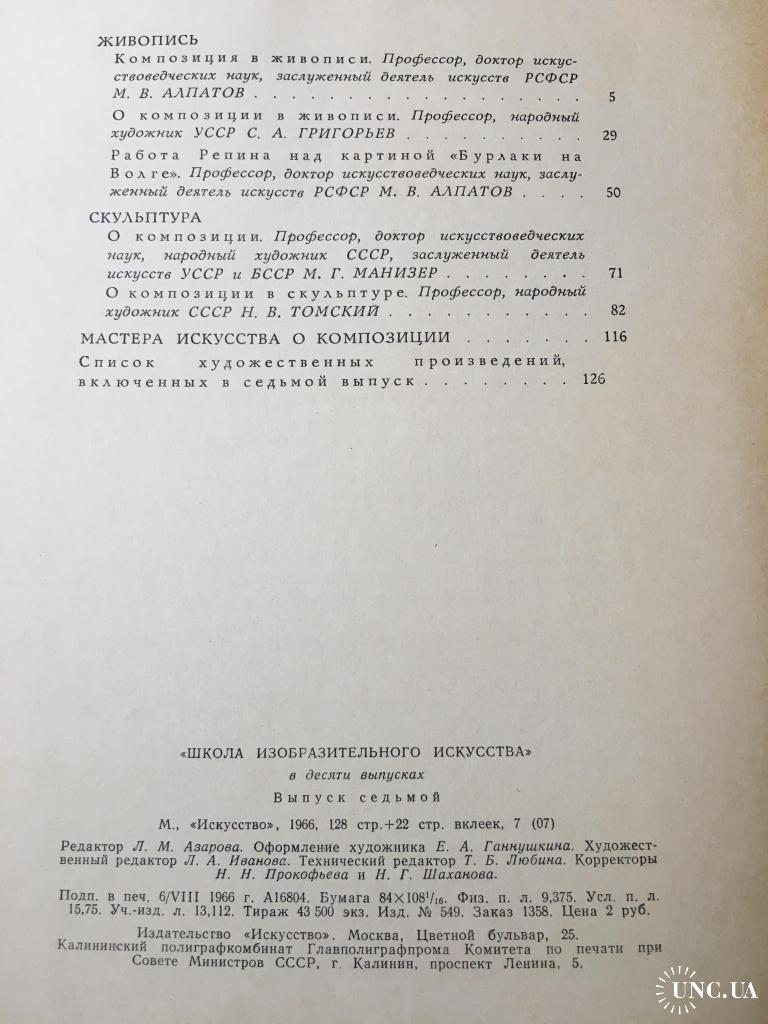 ЖИВОПИСЬ
Композиция в живописи. Профессор, доктор искус-
ствоведческих наук, заслуженный деятель искусств РСФСР
М. В. АЛПАТОВ . . . . . . . . . . . . . . . . . 5
О композиции в живописи. Профессор, народный
художник УССР С. А. ГРИГОРЬЕВ . . . . . . . . . . 29
Работа Репина над картиной «Бурлаки на
Волге». Профессор, доктор искусствоведческих наук, заслу-
женный деятель искусств РСФСР М. В. АЛПАТОВ . . . . 50
СКУЛЬПТУРА
О композиции. Профессор, доктор искусствоведческих
наук, народный художник СССР, заслуженный деятель
искусств УССР и БССР М. Г. МАНИЗЕР . . . . . . . . 71
О композиции в скульптуре. Профессор, народный
художник СССР Н. В. ТОМСКИЙ . . . . . . . . . . . 82
МАСТЕРА ИСКУССТВА О КОМПОЗИЦИИ . . . . . . . 116
Список художественных произведений,
включенных в седьмой выпуск . . . . . . . . 126
«ШКОЛА ИЗОБРАЗИТЕЛЬНОГО ИСКУССТВА»
в десяти выпусках
Выпуск седьмой
М., «Искусство», 1966, 128 стр.+22 стр. вклеек, 7 (07)
Редактор Л. М. Азарова. Оформление художника Е. А. Ганнушкина. Художест-
венный редактор Л. А. Иванова. Технический редактор Т. Б. Любина. Корректоры
Н. Н. Прокофьева и Н. Г. Шаханова.
Подп. в печ. 6/VIII 1966 г. А16804. Бумага 84×108¹/₁₆. Физ. п. л. 9,375. Усл. п. л.
15,75. Уч.-изд. л. 13,112. Тираж 43 500 экз. Изд. № 549. Заказ 1358. Цена 2 руб.
Издательство «Искусство». Москва, Цветной бульвар, 25.
Калининский полиграфкомбинат Главполиграфпрома Комитета по печати при
Совете Министров СССР, г. Калинин, проспект Ленина, 5.
UNC.UA